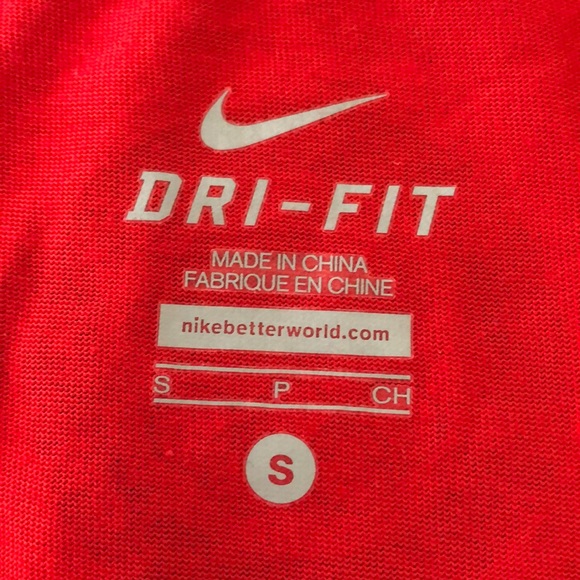 DRI-FIT
MADE IN CHINA
FABRIQUE EN CHINE
nikebetterworld.com
S P CH
S